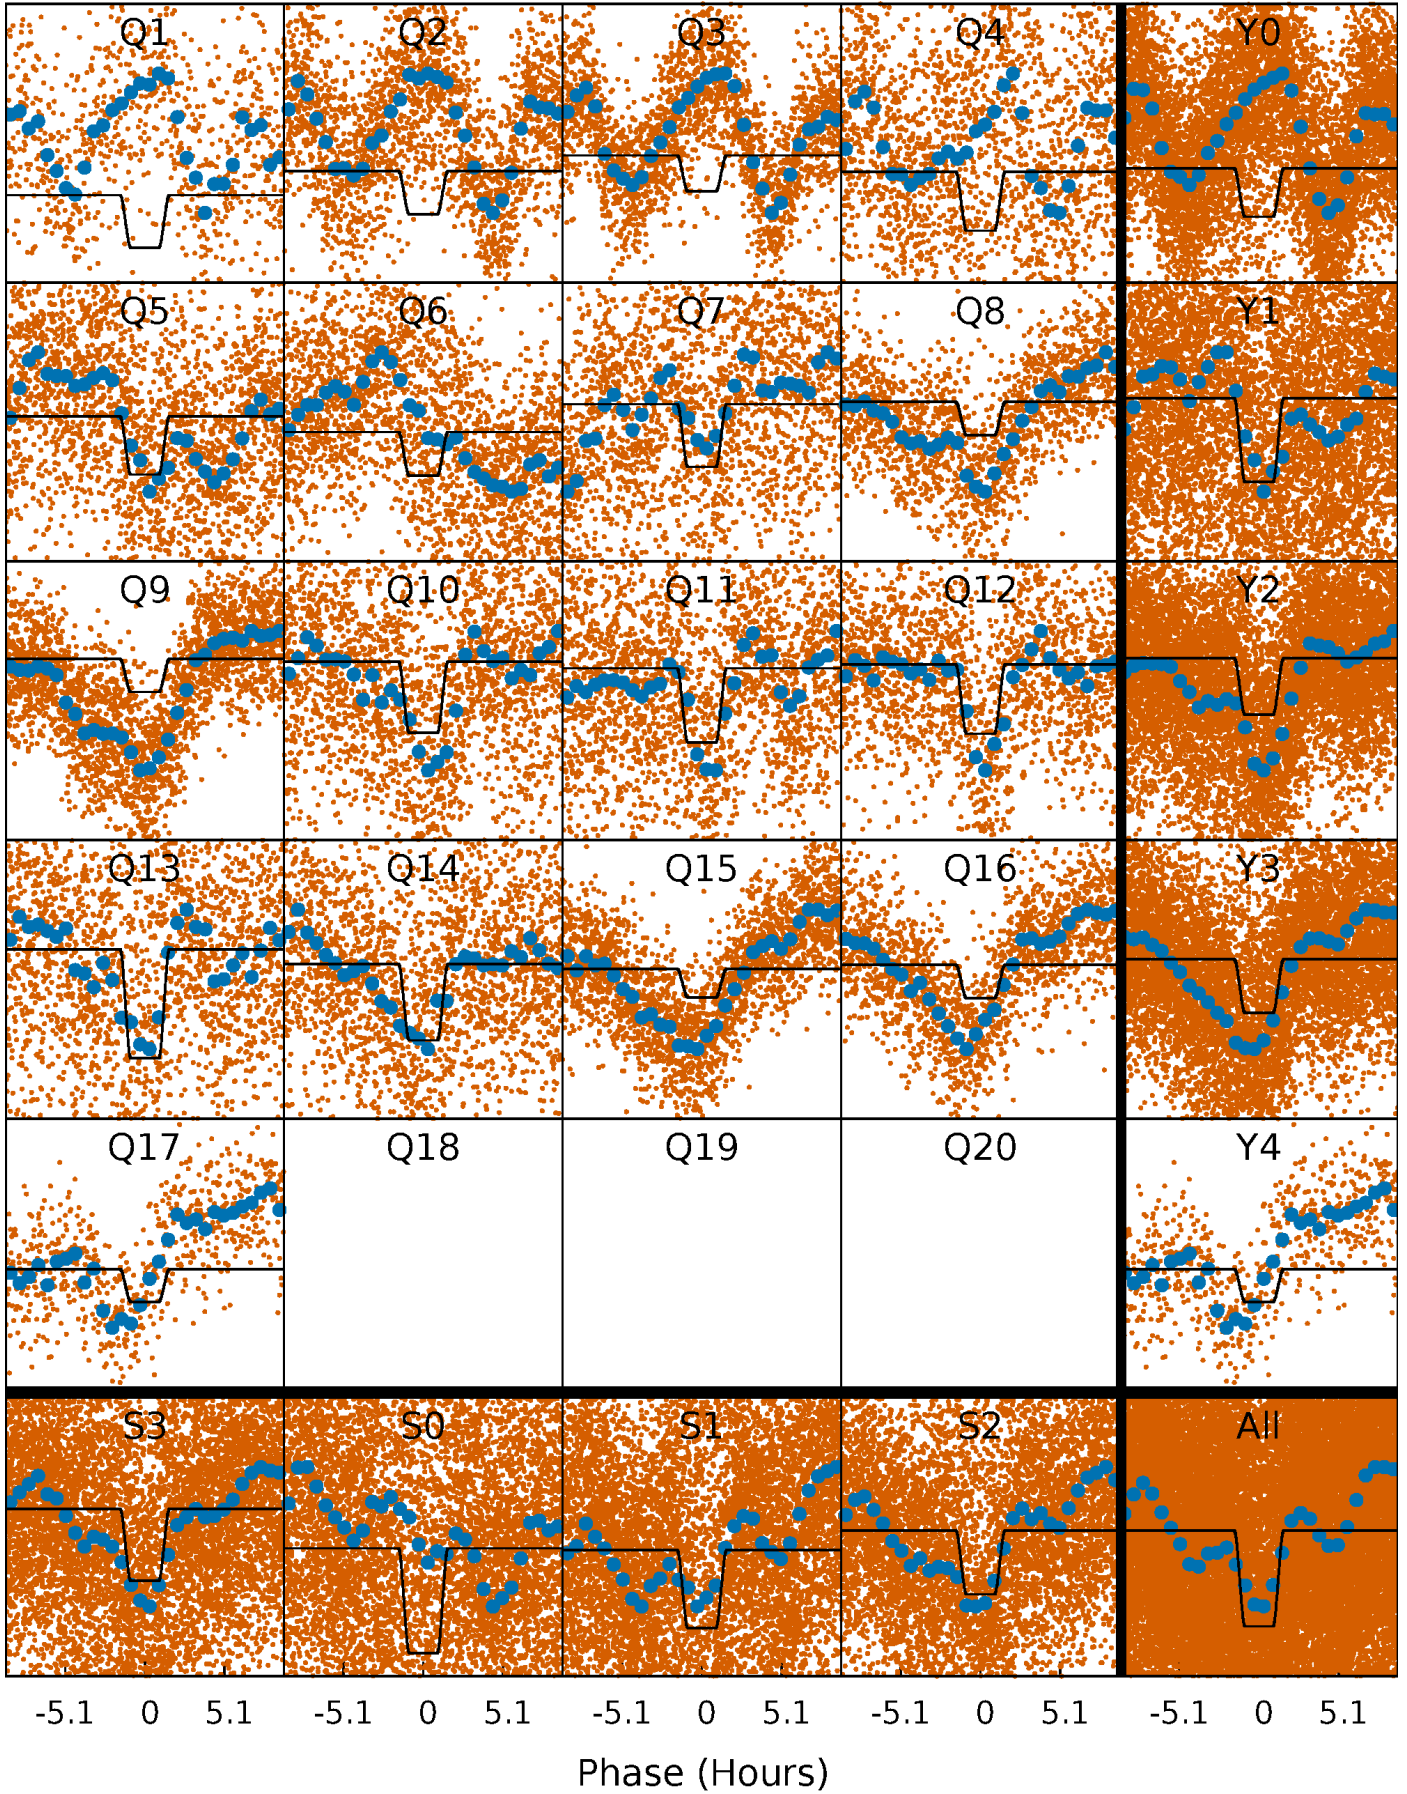 Q1 Q2 Q3 Q4 Y0
Q5 Q6 Q7 Q8 Y1
Q9 Q10 Q11 Q12 Y2
Q13 Q14 Q15 Q16 Y3
Q17 Q18 Q19 Q20 Y4
S3 S0 S1 S2 All
-5.1 0 5.1 -5.1 0 5.1 -5.1 0 5.1 -5.1 0 5.1 -5.1 0 5.1
Phase (Hours)